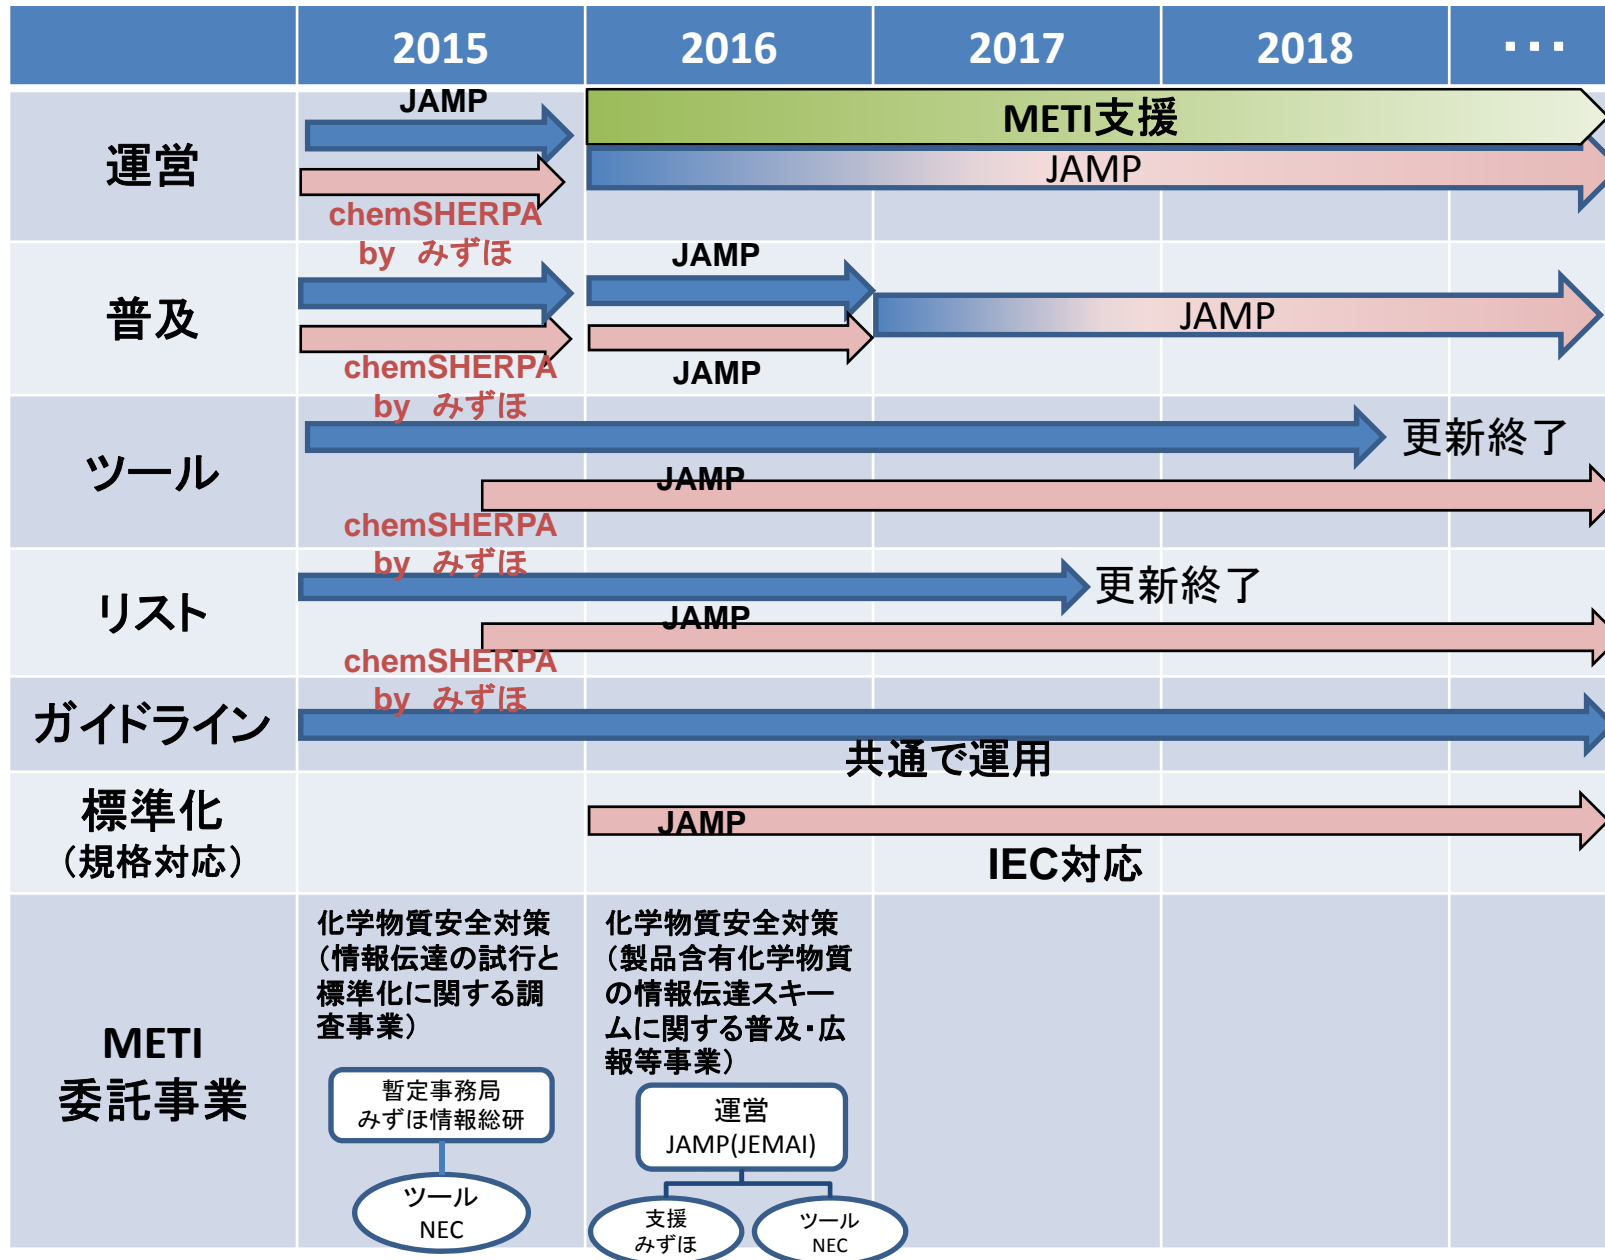 2015
2016
2017
2018
･･･
運営
JAMP
chemSHERPA
by みずほ
METI支援
JAMP
普及
chemSHERPA
by みずほ
JAMP
JAMP
JAMP
ツール
更新終了
JAMP
chemSHERPA
by みずほ
リスト
更新終了
JAMP
chemSHERPA
by みずほ
ガイドライン
共通で運用
標準化
（規格対応）
JAMP
IEC対応
METI
委託事業
化学物質安全対策
（情報伝達の試行と
標準化に関する調
査事業）
暫定事務局
みずほ情報総研
ツール
NEC
化学物質安全対策
（製品含有化学物質
の情報伝達スキー
ムに関する普及・広
報等事業）
運営
JAMP(JEMAI)
支援
みずほ
ツール
NEC